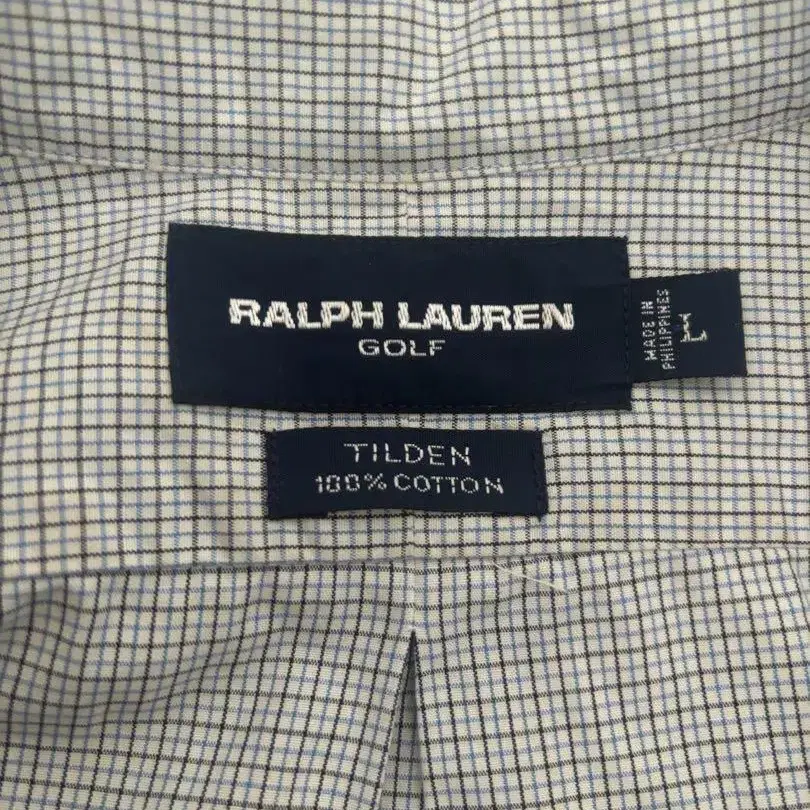 RALPH LAUREN
GOLF
MADE IN
PHILIPPINES
L
TILDEN
100% COTTON